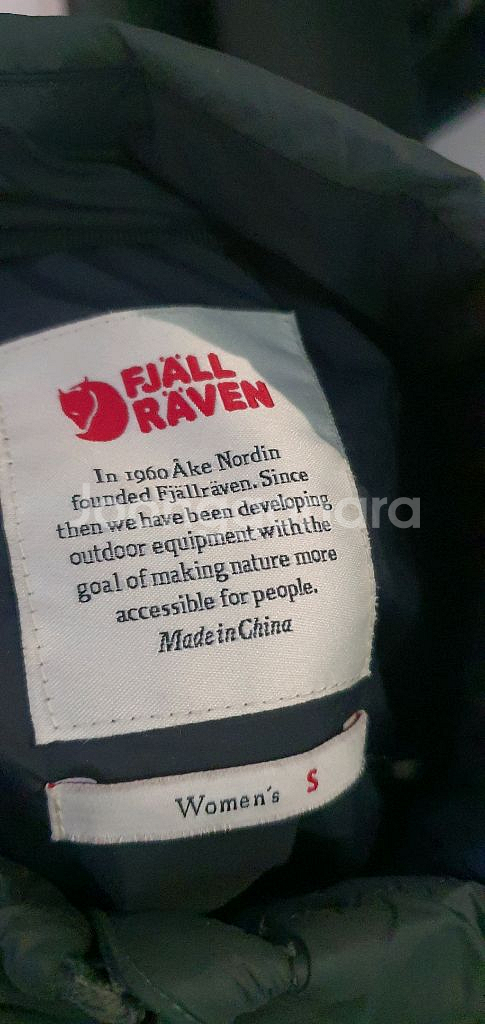 FJÄLL
RÄVEN
In 1960 Åke Nordin
founded Fjällräven. Since
then we have been developing
outdoor equipment with the
goal of making nature more
accessible for people.
Made in China
Women's S